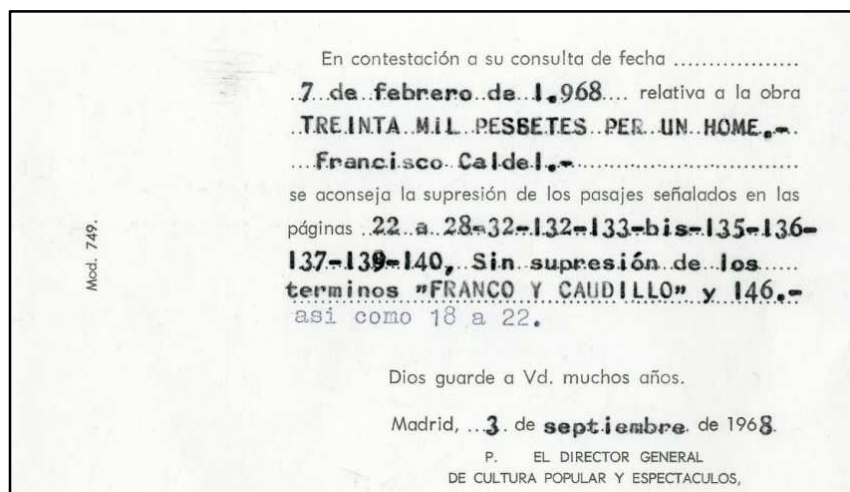 En contestación a su consulta de fecha ..................
..7 de febrero de 1.968.... relativa a la obra
..TREINTA MIL PESBETES PER UN HOME.-
....Francisco Caldel.-..................................
se aconseja la supresión de los pasajes señalados en las
páginas ..22 a 28-32-132-133-bis-135-136-
137-139-140, Sin supresión de los.....
terminos "FRANCO Y CAUDILLO" y 146.-
asi como 18 a 22.
Mod. 749.
Dios guarde a Vd. muchos años.
Madrid, ...3. de septiembre de 1968.
P. EL DIRECTOR GENERAL
DE CULTURA POPULAR Y ESPECTACULOS,